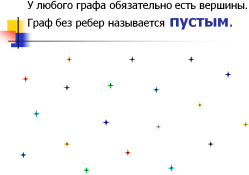 У любого графа обязательно есть вершины.
Граф без ребер называется пустым.